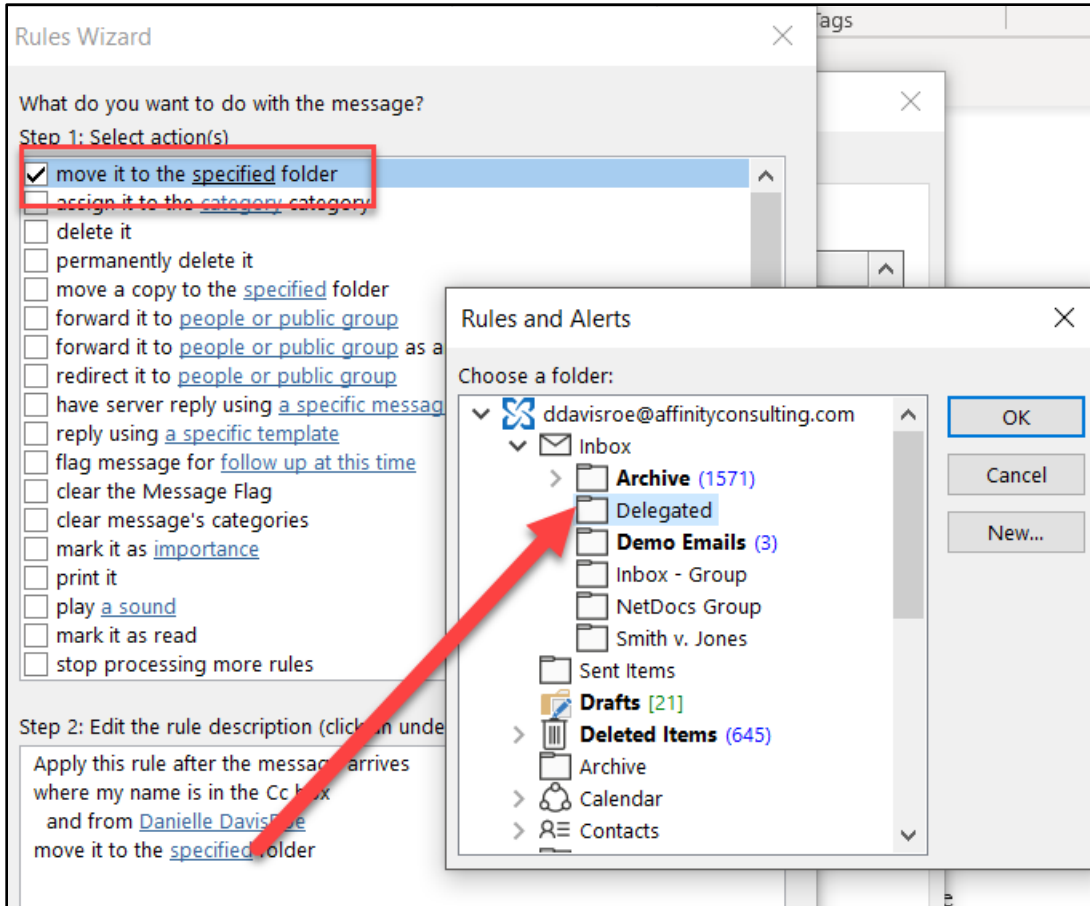 Tags
Rules Wizard
What do you want to do with the message?
Step 1: Select action(s)
move it to the specified folder
assign it to the category category
delete it
permanently delete it
move a copy to the specified folder
forward it to people or public group
forward it to people or public group as a
redirect it to people or public group
have server reply using a specific messag
reply using a specific template
flag message for follow up at this time
clear the Message Flag
clear message's categories
mark it as importance
print it
play a sound
mark it as read
stop processing more rules
Step 2: Edit the rule description (click an unde
Apply this rule after the message arrives
where my name is in the Cc box
and from Danielle DavisRoe
move it to the specified folder
Rules and Alerts
Choose a folder:
ddavisroe@affinityconsulting.com
Inbox
Archive (1571)
Delegated
Demo Emails (3)
Inbox - Group
NetDocs Group
Smith v. Jones
Sent Items
Drafts [21]
Deleted Items (645)
Archive
Calendar
Contacts
OK
Cancel
New...